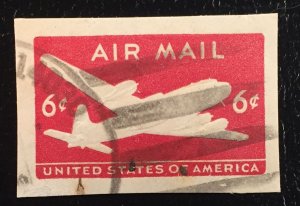 AIR MAIL
6¢ 6¢
UNITED STATES OF AMERICA